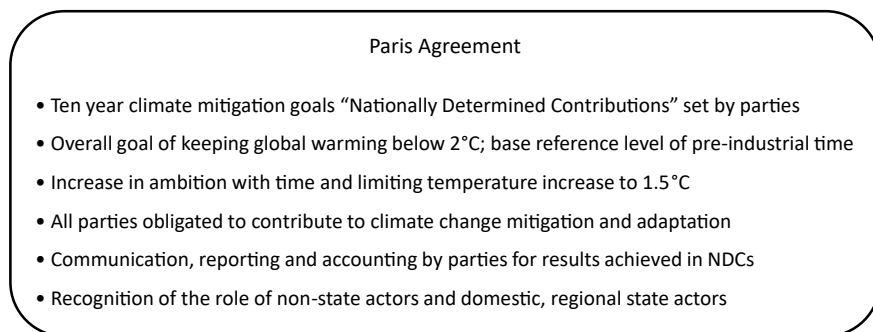 Paris Agreement
• Ten year climate mitigation goals “Nationally Determined Contributions” set by parties
• Overall goal of keeping global warming below 2°C; base reference level of pre-industrial time
• Increase in ambition with time and limiting temperature increase to 1.5°C
• All parties obligated to contribute to climate change mitigation and adaptation
• Communication, reporting and accounting by parties for results achieved in NDCs
• Recognition of the role of non-state actors and domestic, regional state actors